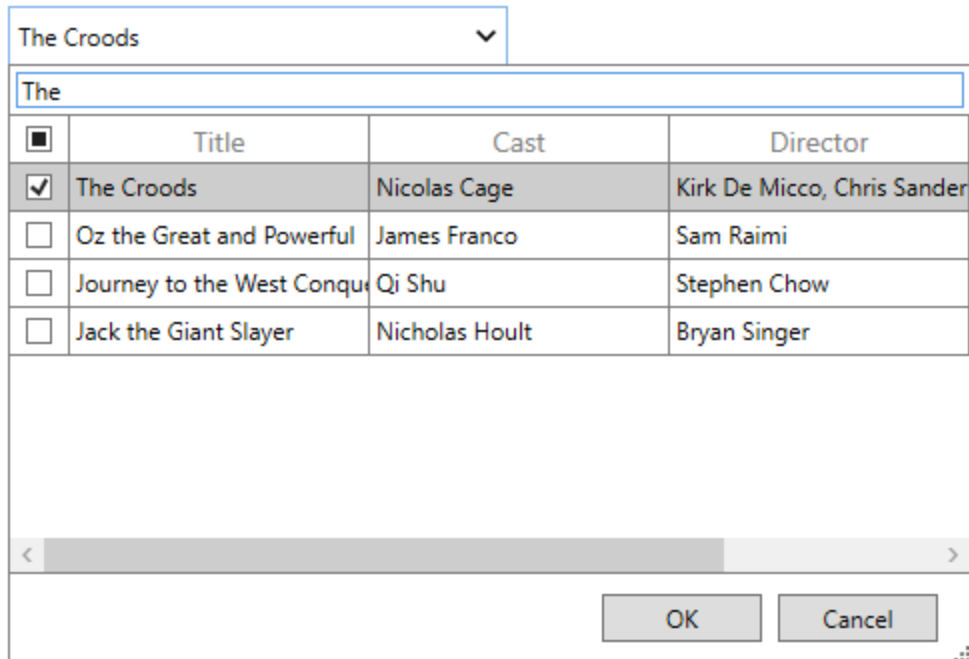 The Croods
The
Title Cast Director
The Croods Nicolas Cage Kirk De Micco, Chris Sander
Oz the Great and Powerful James Franco Sam Raimi
Journey to the West Conqu Qi Shu Stephen Chow
Jack the Giant Slayer Nicholas Hoult Bryan Singer
OK Cancel